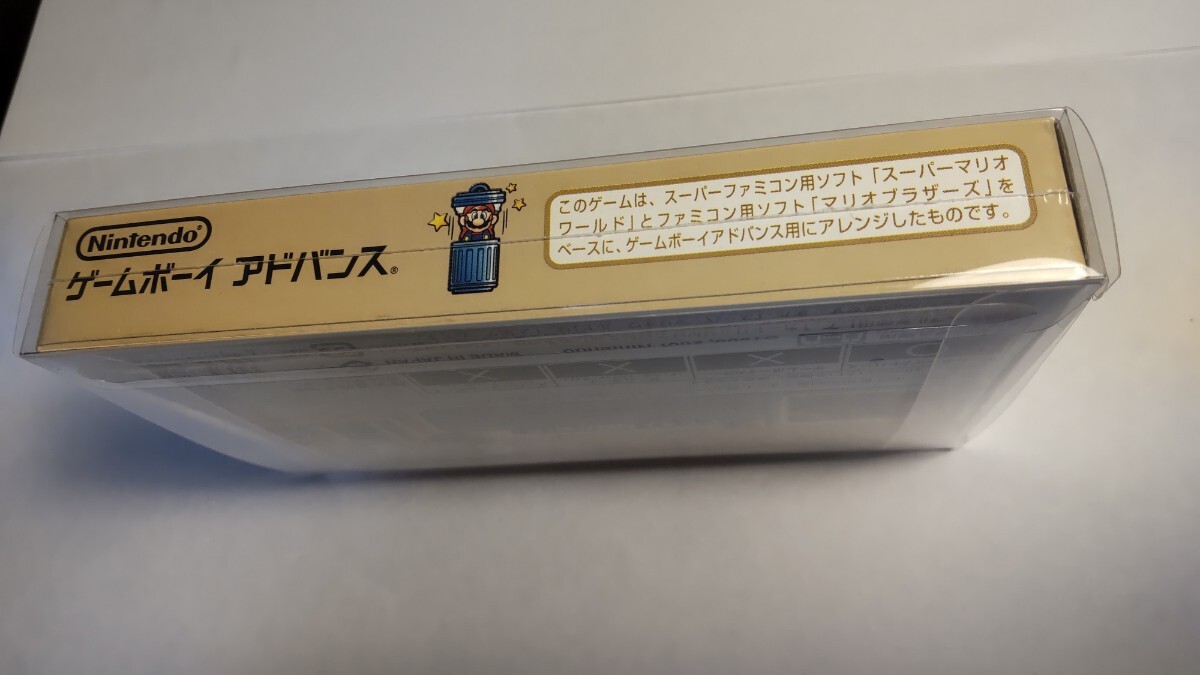 Nintendo
ゲームボーイ アドバンス®
このゲームは、スーパーファミコン用ソフト「スーパーマリオ
ワールド」とファミコン用ソフト「マリオブラザーズ」を
ベースに、ゲームボーイアドバンス用にアレンジしたものです。